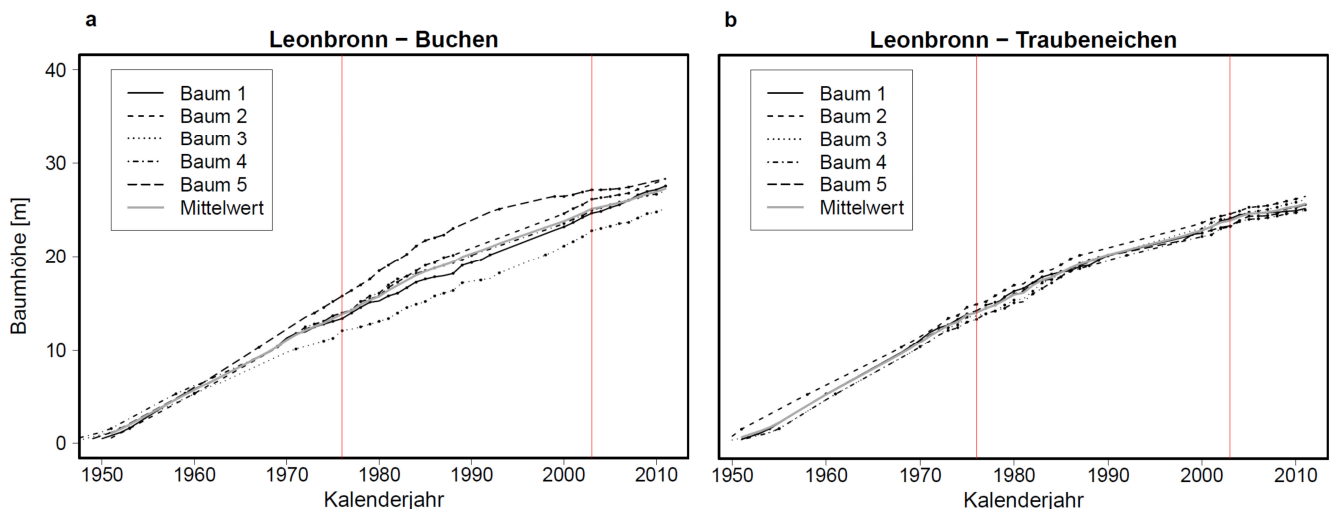 a
Leonbronn − Buchen
40
30
20
10
0
Baumhöhe [m]
Baum 1
Baum 2
Baum 3
Baum 4
Baum 5
Mittelwert
1950 1960 1970 1980 1990 2000 2010
Kalenderjahr
b
Leonbronn − Traubeneichen
Baum 1
Baum 2
Baum 3
Baum 4
Baum 5
Mittelwert
1950 1960 1970 1980 1990 2000 2010
Kalenderjahr